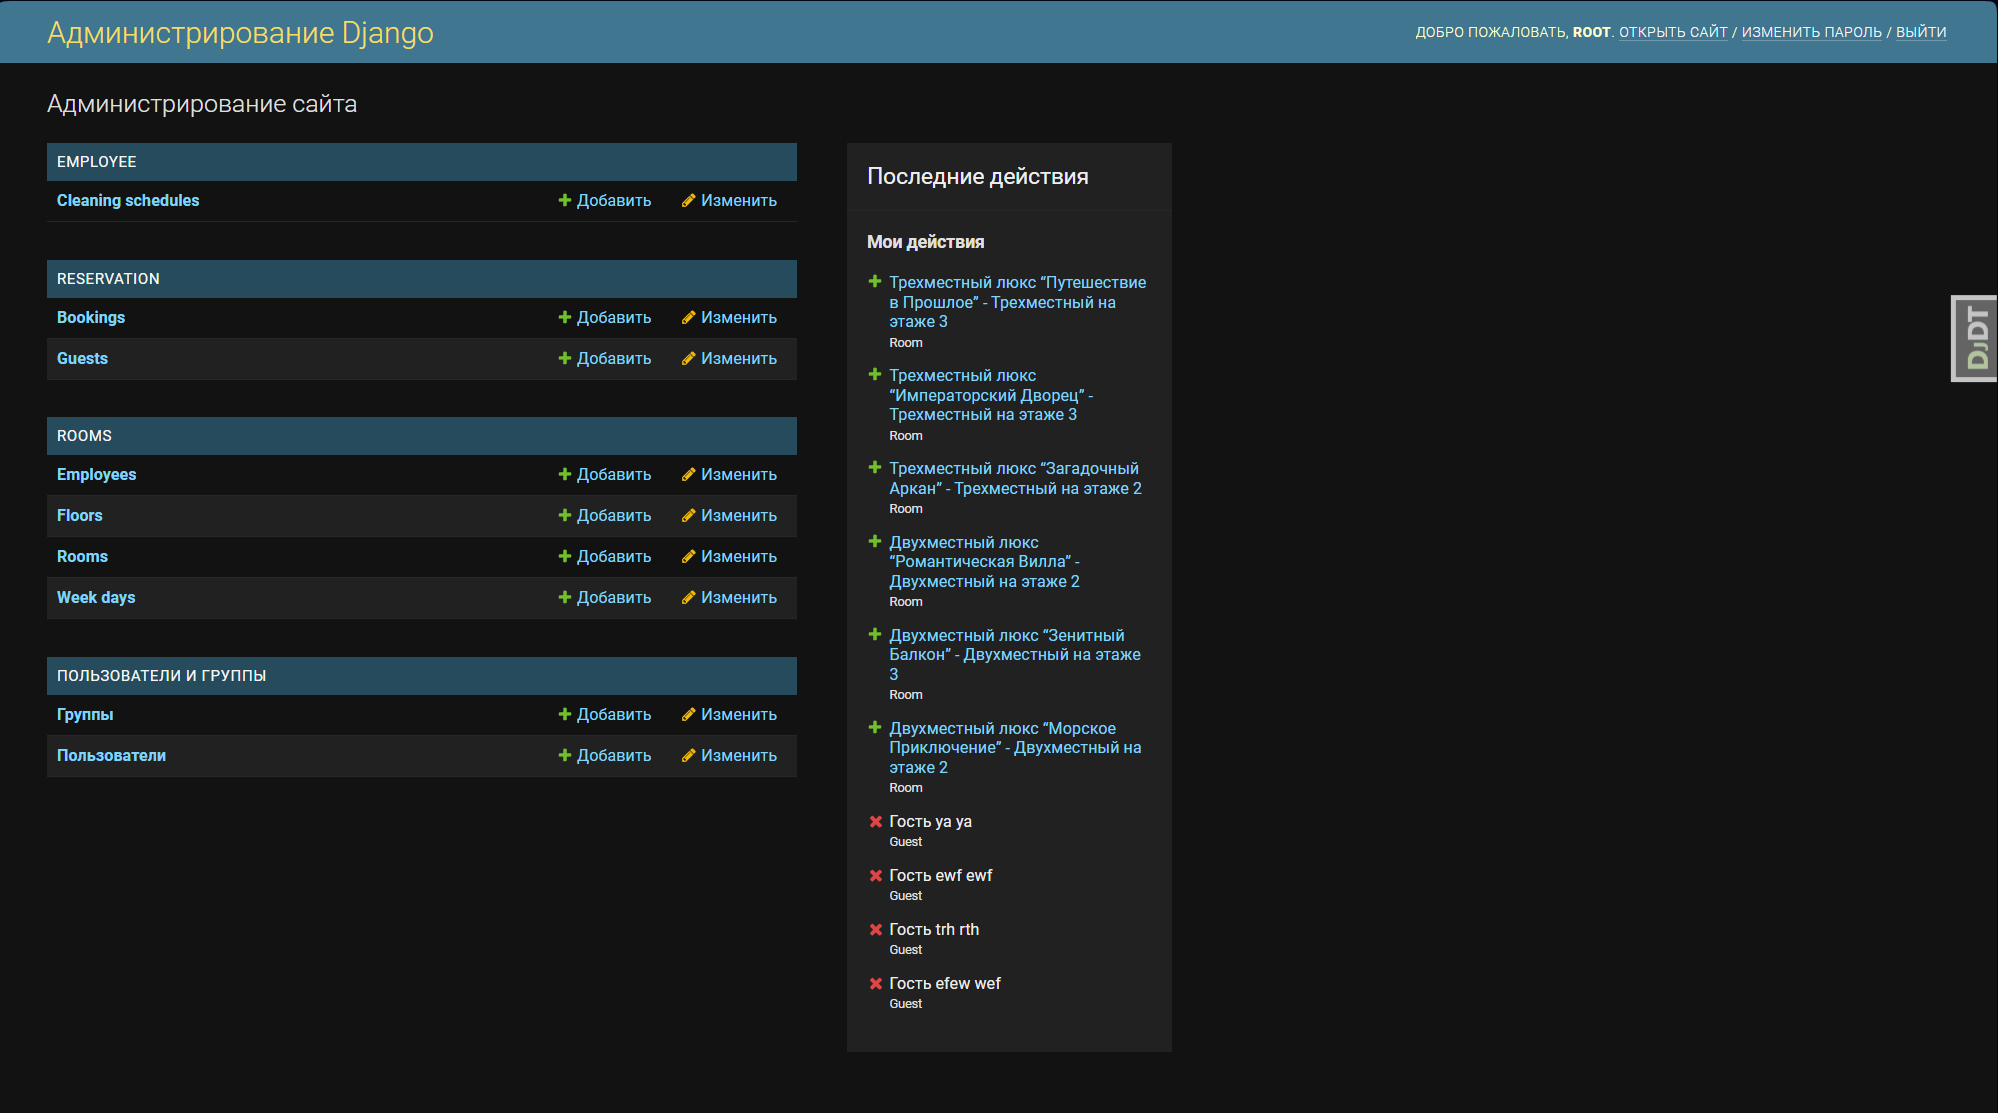 Администрирование Django
ДОБРО ПОЖАЛОВАТЬ, ROOT. ОТКРЫТЬ САЙТ / ИЗМЕНИТЬ ПАРОЛЬ / ВЫЙТИ
Администрирование сайта
EMPLOYEE
Cleaning schedules Добавить Изменить
RESERVATION
Bookings Добавить Изменить
Guests Добавить Изменить
ROOMS
Employees Добавить Изменить
Floors Добавить Изменить
Rooms Добавить Изменить
Week days Добавить Изменить
ПОЛЬЗОВАТЕЛИ И ГРУППЫ
Группы Добавить Изменить
Пользователи Добавить Изменить
Последние действия
Мои действия
Трехместный люкс “Путешествие
в Прошлое” - Трехместный на
этаже 3
Room
Трехместный люкс
“Императорский Дворец” -
Трехместный на этаже 3
Room
Трехместный люкс “Загадочный
Аркан” - Трехместный на этаже 2
Room
Двухместный люкс
“Романтическая Вилла” -
Двухместный на этаже 2
Room
Двухместный люкс “Зенитный
Балкон” - Двухместный на этаже
3
Room
Двухместный люкс “Морское
Приключение” - Двухместный на
этаже 2
Room
Гость ya ya
Guest
Гость ewf ewf
Guest
Гость trh rth
Guest
Гость efew wef
Guest
DJDT